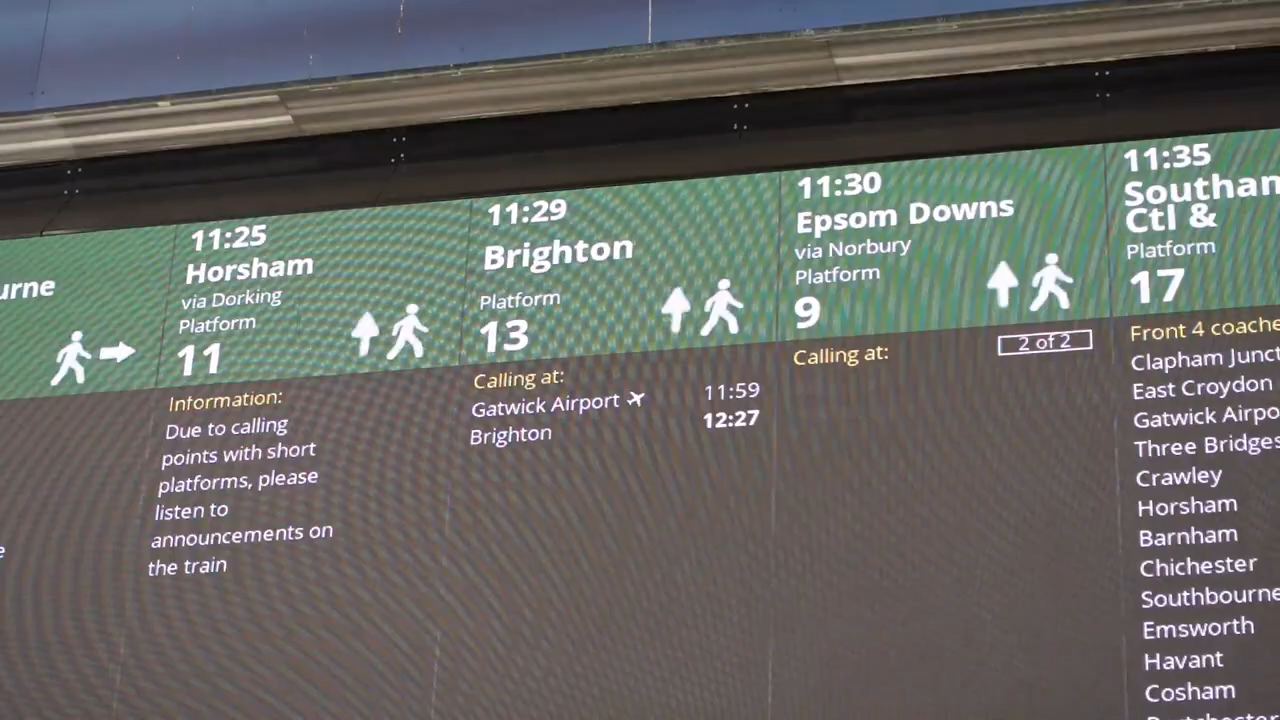 11:25
Horsham
via Dorking
Platform
11
Information:
Due to calling
points with short
platforms, please
listen to
announcements on
the train
11:29
Brighton
Platform
13
Calling at:
Gatwick Airport 11:59
Brighton 12:27
11:30
Epsom Downs
via Norbury
Platform
9
Calling at:
2 of 2
11:35
Southam
Ctl &
Platform
17
Front 4 coache
Clapham Junct
East Croydon
Gatwick Airpo
Three Bridges
Crawley
Horsham
Barnham
Chichester
Southbourne
Emsworth
Havant
Cosham